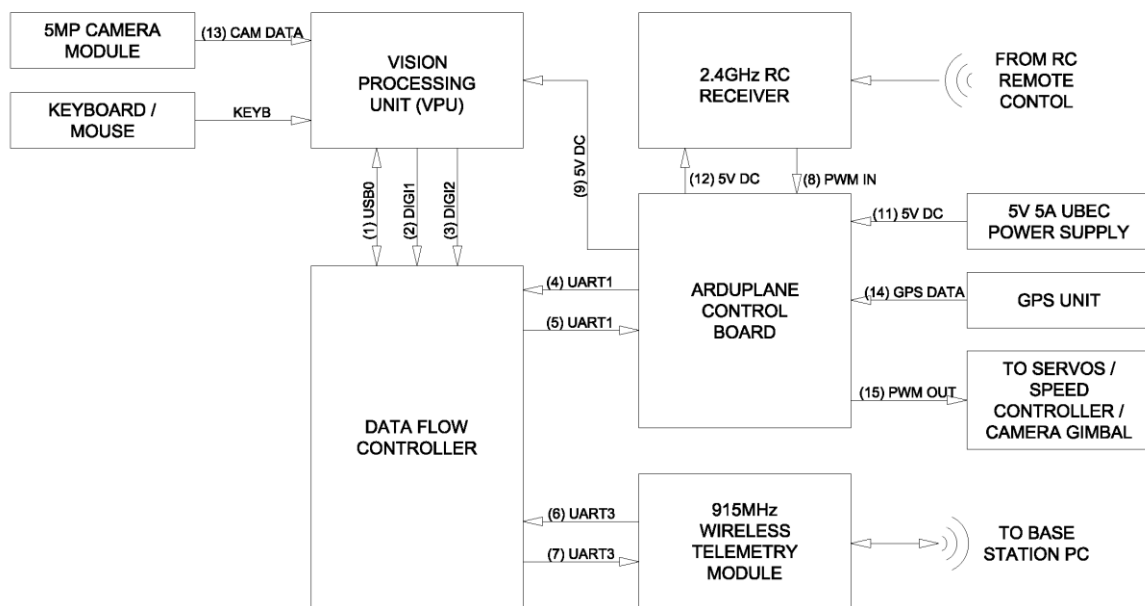 5MP CAMERA
MODULE
(13) CAM DATA
KEYBOARD /
MOUSE
KEYB
VISION
PROCESSING
UNIT (VPU)
2.4GHz RC
RECEIVER
FROM RC
REMOTE
CONTOL
(1) USB0
(2) DIGI1
(3) DIGI2
(9) 5V DC
(12) 5V DC
(8) PWM IN
(11) 5V DC
5V 5A UBEC
POWER SUPPLY
(4) UART1
(5) UART1
ARDUPLANE
CONTROL
BOARD
(14) GPS DATA
GPS UNIT
(15) PWM OUT
TO SERVOS /
SPEED
CONTROLLER /
CAMERA GIMBAL
DATA FLOW
CONTROLLER
(6) UART3
(7) UART3
915MHz
WIRELESS
TELEMETRY
MODULE
TO BASE
STATION PC